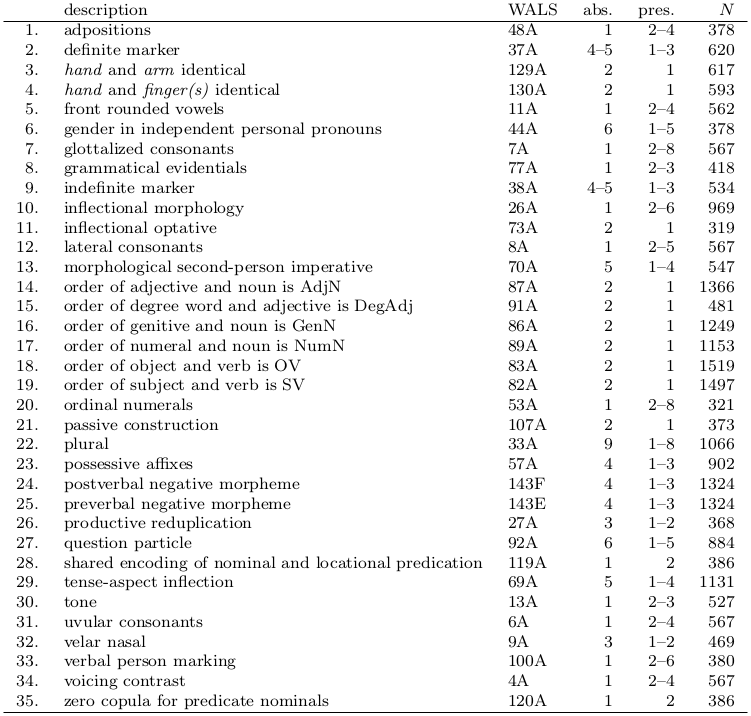 description WALS abs. pres. N
1. adpositions 48A 1 2–4 378
2. definite marker 37A 4–5 1–3 620
3. hand and arm identical 129A 2 1 617
4. hand and finger(s) identical 130A 2 1 593
5. front rounded vowels 11A 1 2–4 562
6. gender in independent personal pronouns 44A 6 1–5 378
7. glottalized consonants 7A 1 2–8 567
8. grammatical evidentials 77A 1 2–3 418
9. indefinite marker 38A 4–5 1–3 534
10. inflectional morphology 26A 1 2–6 969
11. inflectional optative 73A 2 1 319
12. lateral consonants 8A 1 2–5 567
13. morphological second-person imperative 70A 5 1–4 547
14. order of adjective and noun is AdjN 87A 2 1 1366
15. order of degree word and adjective is DegAdj 91A 2 1 481
16. order of genitive and noun is GenN 86A 2 1 1249
17. order of numeral and noun is NumN 89A 2 1 1153
18. order of object and verb is OV 83A 2 1 1519
19. order of subject and verb is SV 82A 2 1 1497
20. ordinal numerals 53A 1 2–8 321
21. passive construction 107A 2 1 373
22. plural 33A 9 1–8 1066
23. possessive affixes 57A 4 1–3 902
24. postverbal negative morpheme 143F 4 1–3 1324
25. preverbal negative morpheme 143E 4 1–3 1324
26. productive reduplication 27A 3 1–2 368
27. question particle 92A 6 1–5 884
28. shared encoding of nominal and locational predication 119A 1 2 386
29. tense-aspect inflection 69A 5 1–4 1131
30. tone 13A 1 2–3 527
31. uvular consonants 6A 1 2–4 567
32. velar nasal 9A 3 1–2 469
33. verbal person marking 100A 1 2–6 380
34. voicing contrast 4A 1 2–4 567
35. zero copula for predicate nominals 120A 1 2 386